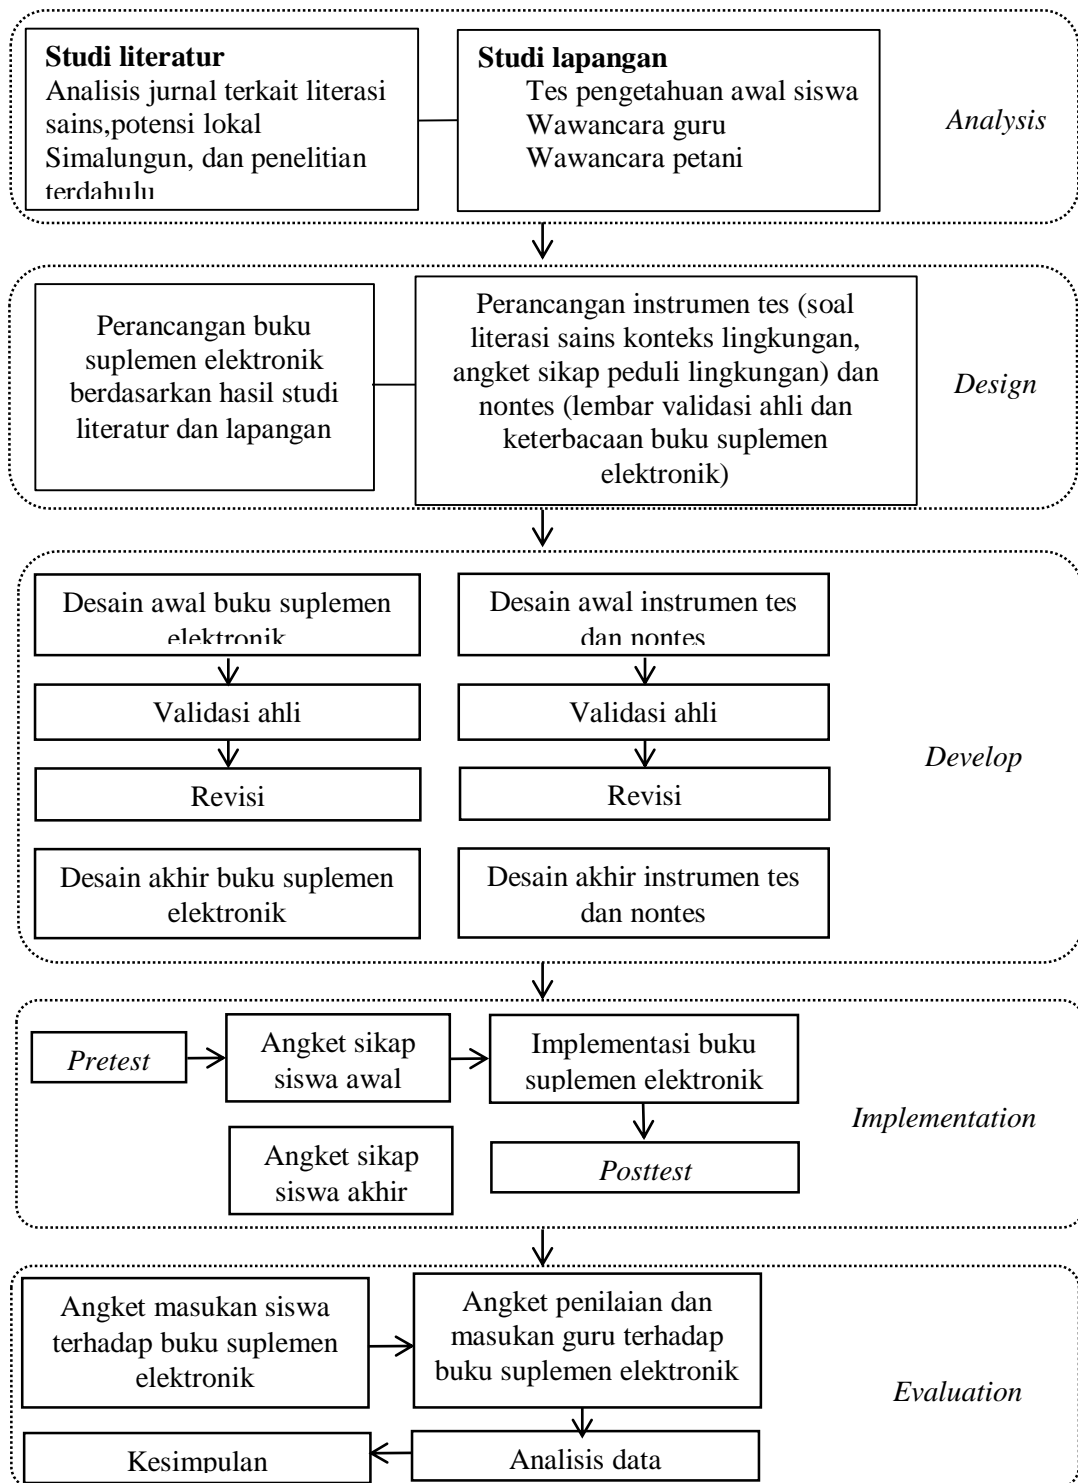 Studi literatur
Analisis jurnal terkait literasi
sains,potensi lokal
Simalungun, dan penelitian
terdahulu
Studi lapangan
Tes pengetahuan awal siswa
Wawancara guru
Wawancara petani
Analysis
Perancangan buku
suplemen elektronik
berdasarkan hasil studi
literatur dan lapangan
Perancangan instrumen tes (soal
literasi sains konteks lingkungan,
angket sikap peduli lingkungan) dan
nontes (lembar validasi ahli dan
keterbacaan buku suplemen
elektronik)
Design
Desain awal buku suplemen
elektronik
Validasi ahli
Revisi
Desain akhir buku suplemen
elektronik
Desain awal instrumen tes
dan nontes
Validasi ahli
Revisi
Desain akhir instrumen tes
dan nontes
Develop
Pretest
Angket sikap
siswa awal
Implementasi buku
suplemen elektronik
Angket sikap
siswa akhir
Posttest
Implementation
Angket masukan siswa
terhadap buku suplemen
elektronik
Angket penilaian dan
masukan guru terhadap
buku suplemen elektronik
Evaluation
Kesimpulan
Analisis data